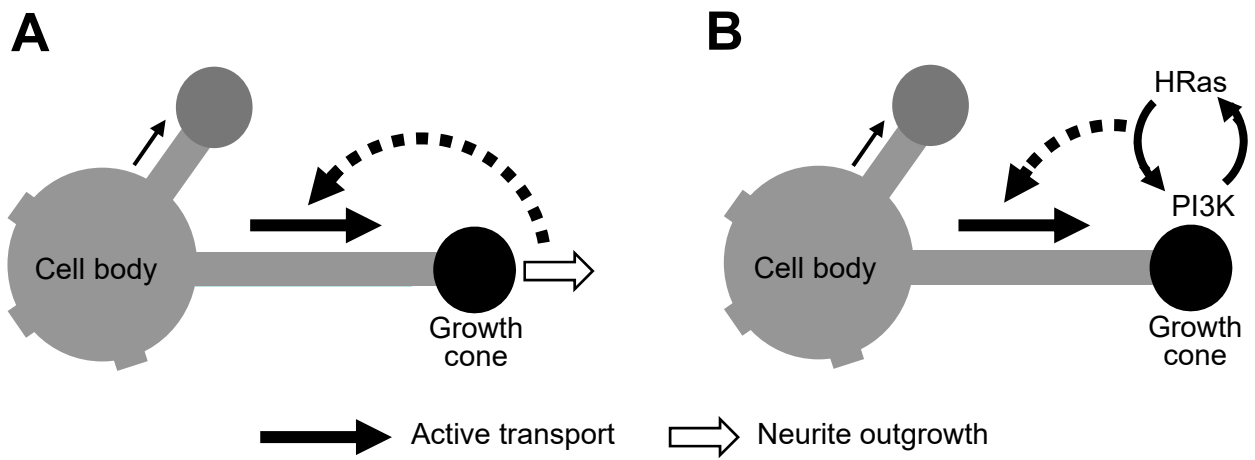 A
B
HRas
PI3K
Cell body
Growth
cone
Cell body
Growth
cone
Active transport
Neurite outgrowth